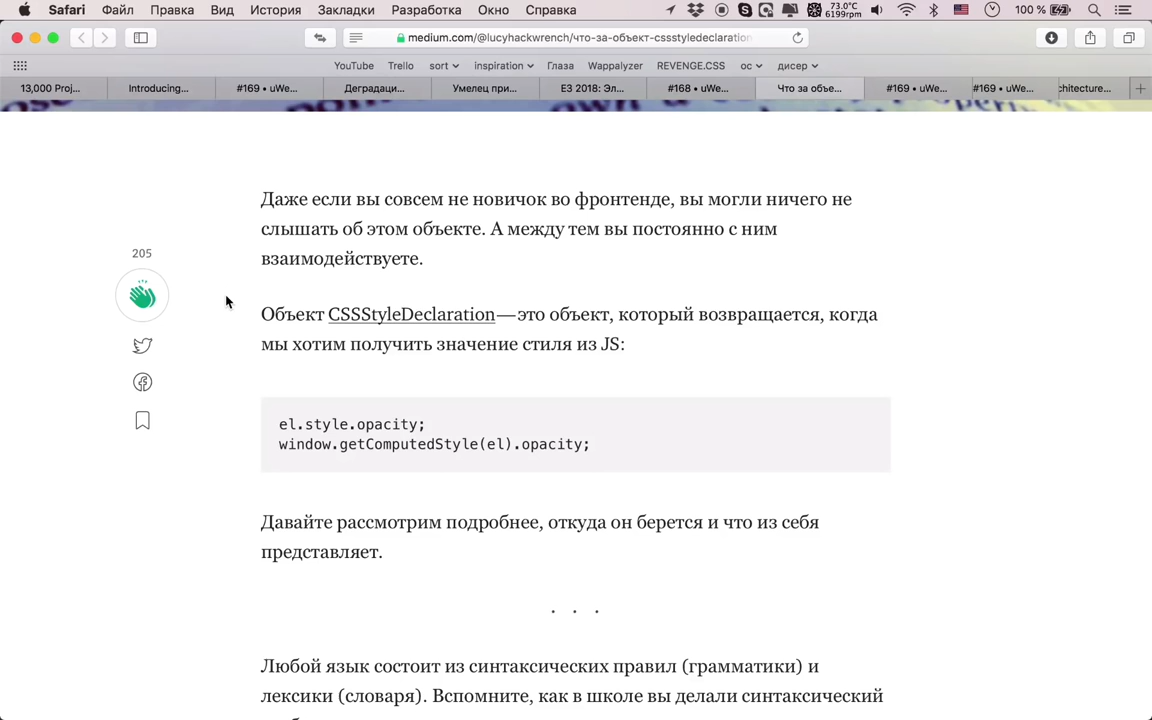 Safari Файл Правка Вид История Закладки Разработка Окно Справка 73.0°C 6199rpm 100 %
medium.com/@lucyhackwrench/что-за-объект-cssstyledeclaration
YouTube Trello sort inspiration Глаза Wappalyzer REVENGE.CSS ос дисер
13,000 Proj... Introducing... #169 • uWe... Деградаци... Умелец при... E3 2018: Эл... #168 • uWe... Что за объе... #169 • uWe... #169 • uWe... chitecture...
Даже если вы совсем не новичок во фронтенде, вы могли ничего не
слышать об этом объекте. А между тем вы постоянно с ним
взаимодействуете.
205
Объект CSSStyleDeclaration — это объект, который возвращается, когда
мы хотим получить значение стиля из JS:
el.style.opacity;
window.getComputedStyle(el).opacity;
Давайте рассмотрим подробнее, откуда он берется и что из себя
представляет.
. . .
Любой язык состоит из синтаксических правил (грамматики) и
лексики (словаря). Вспомните, как в школе вы делали синтаксический